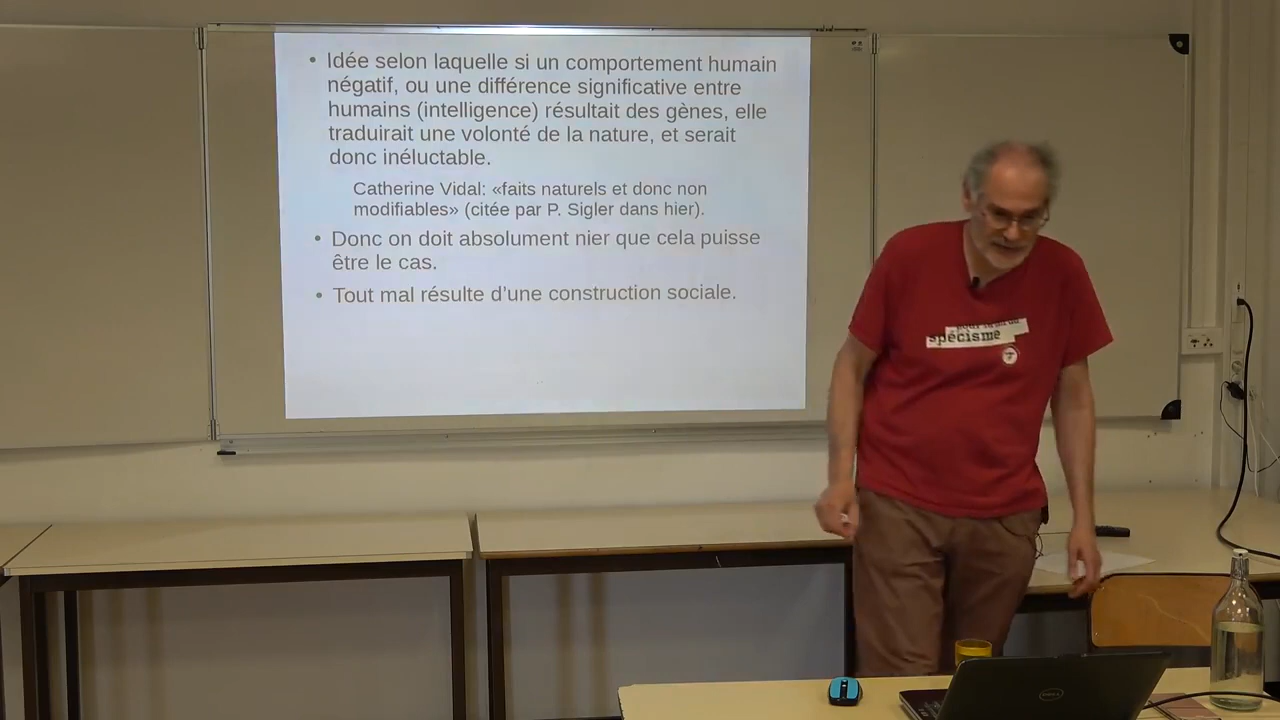 • Idée selon laquelle si un comportement humain
négatif, ou une différence significative entre
humains (intelligence) résultait des gènes, elle
traduirait une volonté de la nature, et serait
donc inéluctable.
Catherine Vidal: «faits naturels et donc non
modifiables» (citée par P. Sigler dans hier).
• Donc on doit absolument nier que cela puisse
être le cas.
• Tout mal résulte d’une construction sociale.
spécisme
DELL